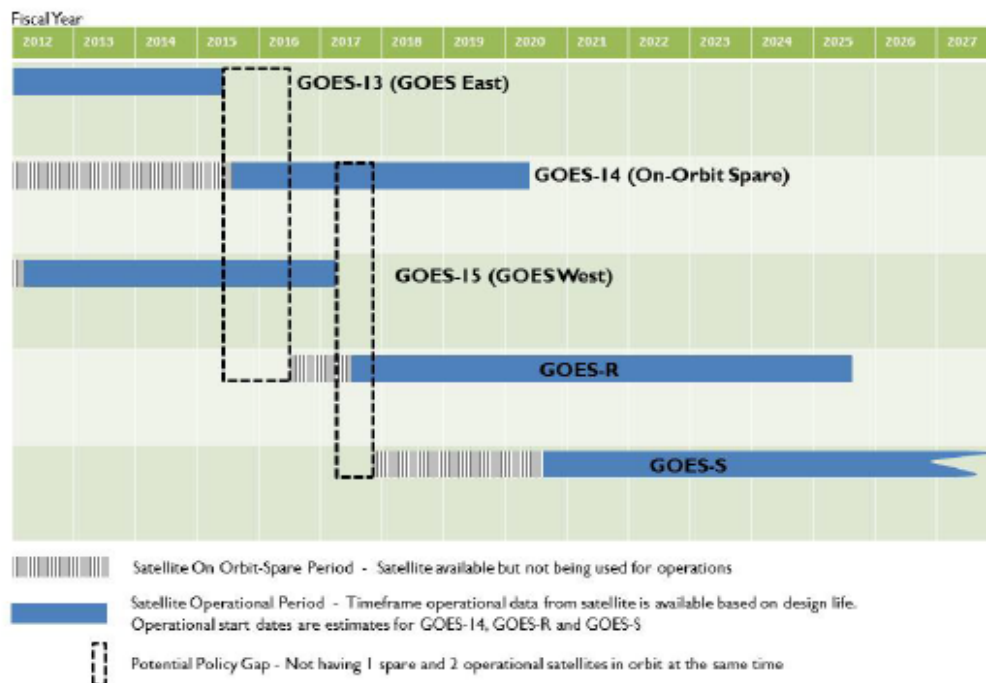 Fiscal Year
2012 2013 2014 2015 2016 2017 2018 2019 2020 2021 2022 2023 2024 2025 2026 2027
GOES-13 (GOES East)
GOES-14 (On-Orbit Spare)
GOES-15 (GOES West)
GOES-R
GOES-S
Satellite On Orbit-Spare Period - Satellite available but not being used for operations
Satellite Operational Period - Timeframe operational data from satellite is available based on design life.
Operational start dates are estimates for GOES-14, GOES-R and GOES-S
Potential Policy Gap - Not having 1 spare and 2 operational satellites in orbit at the same time